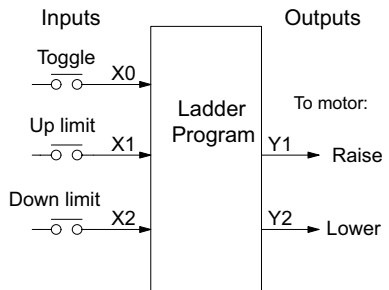 Inputs
Outputs
Toggle
X0
Ladder
Program
To motor:
Up limit
X1
Y1
Raise
Down limit
X2
Y2
Lower